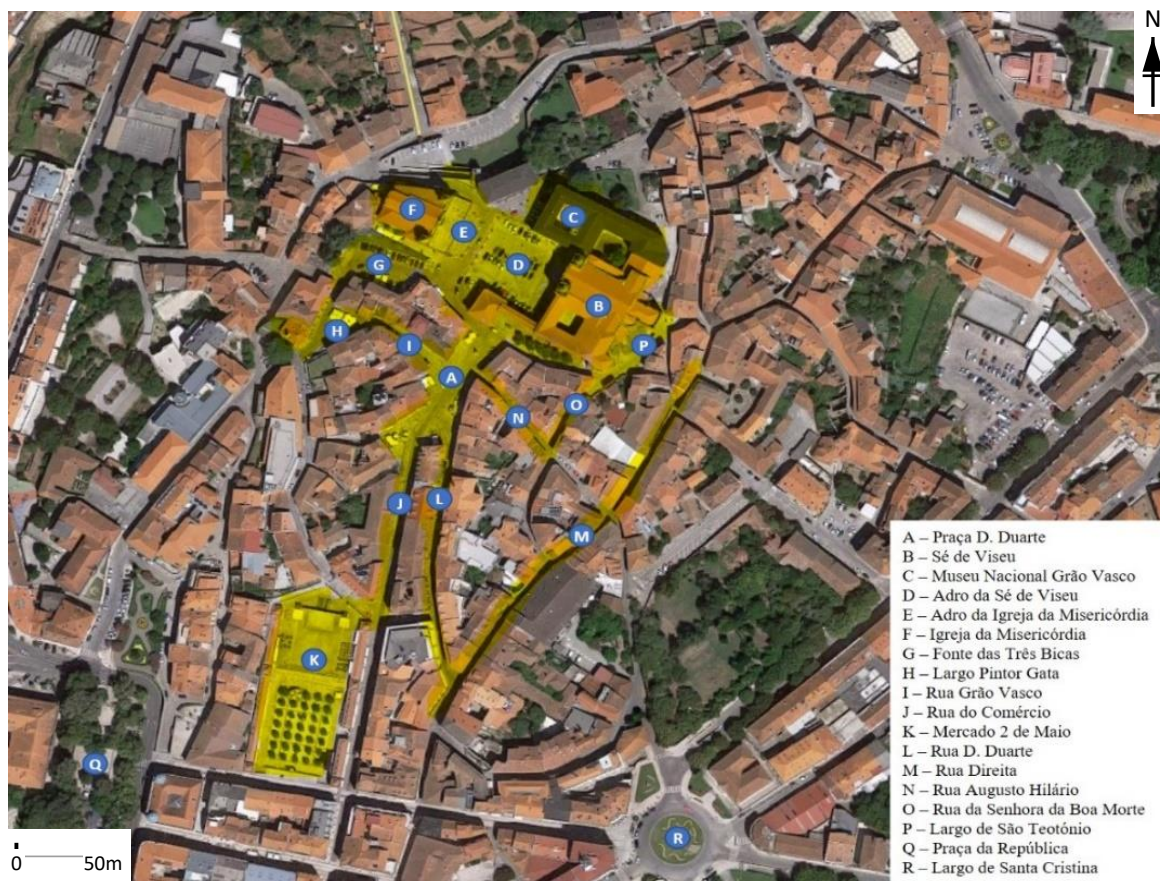 N
F
C
E
D
G
B
H
I
P
A
O
N
J
L
M
K
Q
R
A – Praça D. Duarte
B – Sé de Viseu
C – Museu Nacional Grão Vasco
D – Adro da Sé de Viseu
E – Adro da Igreja da Misericórdia
F – Igreja da Misericórdia
G – Fonte das Três Bicas
H – Largo Pintor Gata
I – Rua Grão Vasco
J – Rua do Comércio
K – Mercado 2 de Maio
L – Rua D. Duarte
M – Rua Direita
N – Rua Augusto Hilário
O – Rua da Senhora da Boa Morte
P – Largo de São Teotónio
Q – Praça da República
R – Largo de Santa Cristina
0 50m